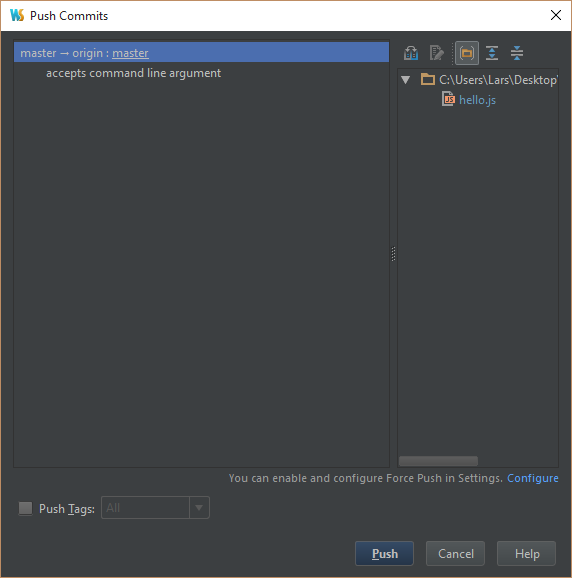 Push Commits
master → origin : master
accepts command line argument
C:\Users\Lars\Desktop\
hello.js
You can enable and configure Force Push in Settings. Configure
Push Tags: All
Push Cancel Help